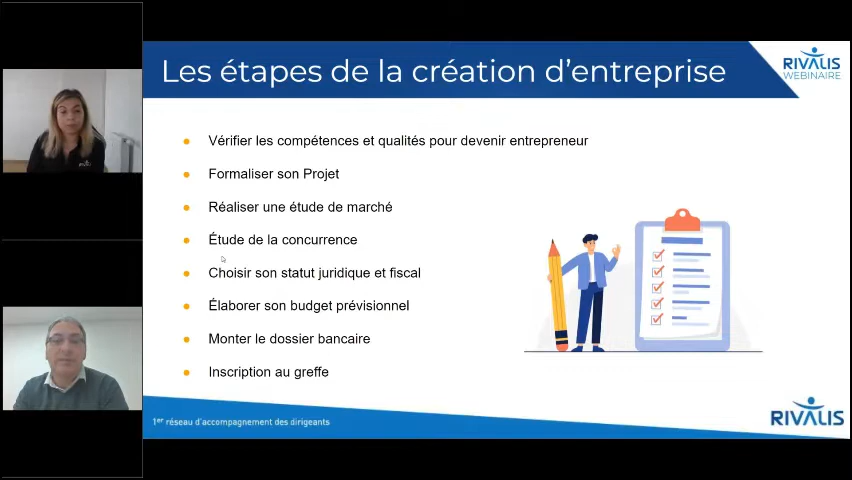 Les étapes de la création d'entreprise
RIVALIS
WEBINAIRE
Vérifier les compétences et qualités pour devenir entrepreneur
Formaliser son Projet
Réaliser une étude de marché
Étude de la concurrence
Choisir son statut juridique et fiscal
Élaborer son budget prévisionnel
Monter le dossier bancaire
Inscription au greffe
1er réseau d'accompagnement des dirigeants
RIVALIS